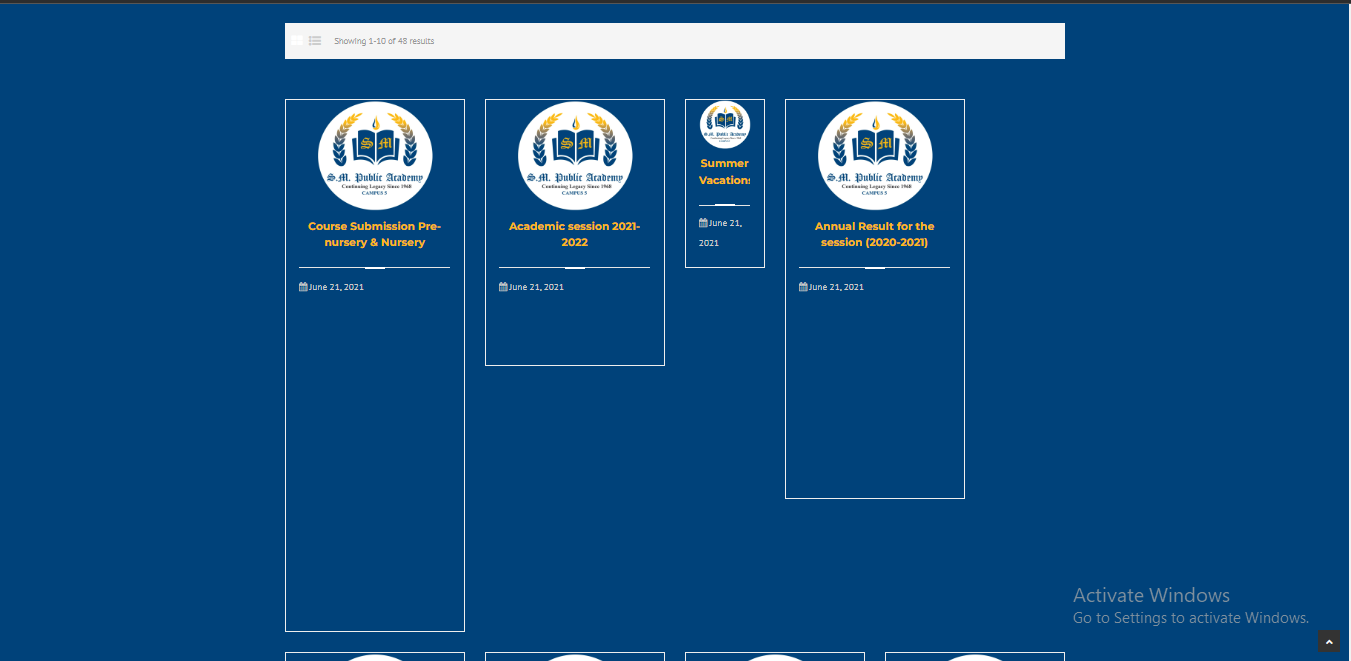 Showing 1-10 of 48 results
S M
S.M. Public Academy
Continuing Legacy Since 1968
CAMPUS 5
Course Submission Pre-
nursery & Nursery
June 21, 2021
S M
S.M. Public Academy
Continuing Legacy Since 1968
CAMPUS 5
Academic session 2021-
2022
June 21, 2021
S M
S.M. Public Academy
Summer
Vacations
June 21,
2021
S M
S.M. Public Academy
Continuing Legacy Since 1968
CAMPUS 5
Annual Result for the
session (2020-2021)
June 21, 2021
Activate Windows
Go to Settings to activate Windows.